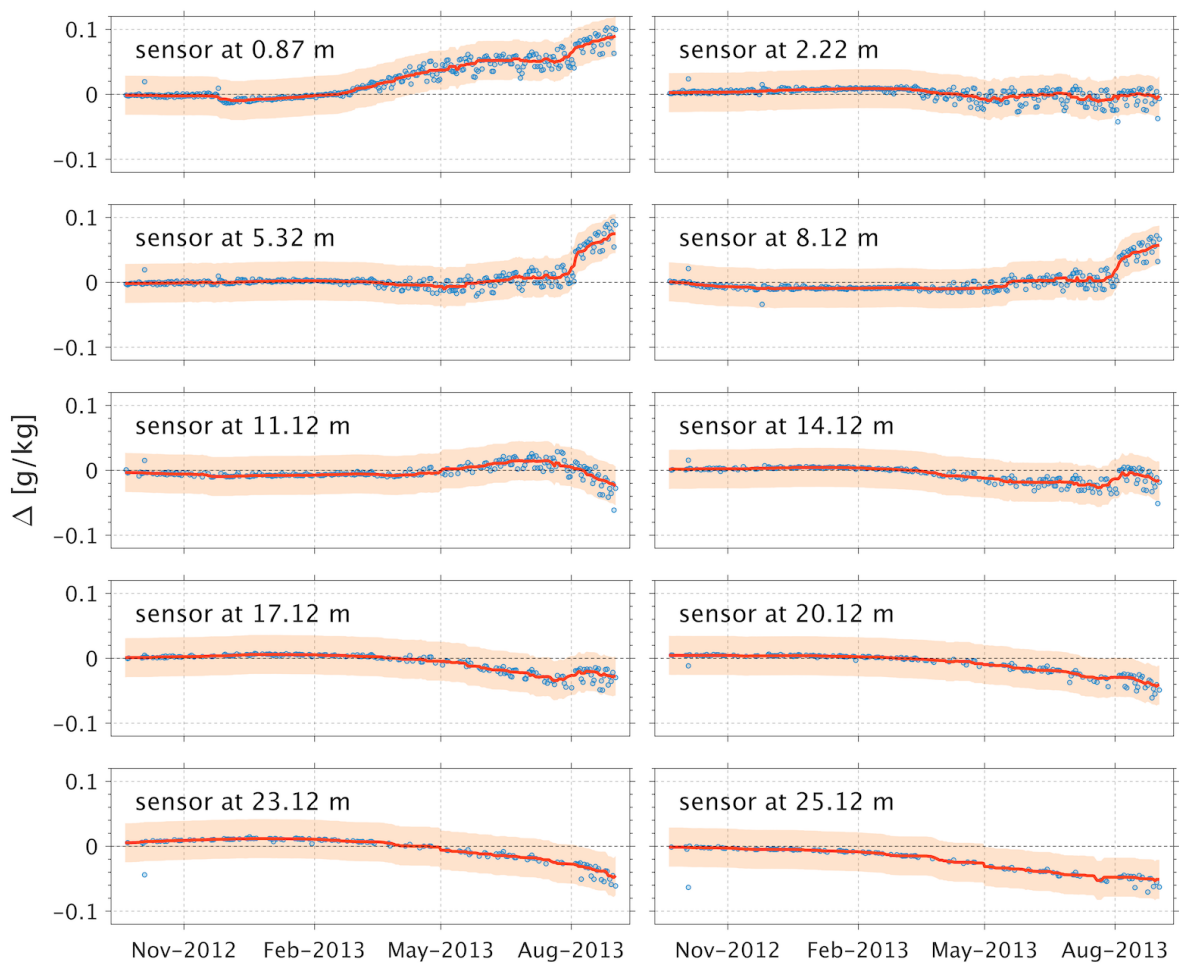 Δ [g/kg]
0.1
0
−0.1
sensor at 0.87 m
sensor at 2.22 m
0.1
0
−0.1
sensor at 5.32 m
sensor at 8.12 m
0.1
0
−0.1
sensor at 11.12 m
sensor at 14.12 m
0.1
0
−0.1
sensor at 17.12 m
sensor at 20.12 m
0.1
0
−0.1
sensor at 23.12 m
sensor at 25.12 m
Nov−2012 Feb−2013 May−2013 Aug−2013
Nov−2012 Feb−2013 May−2013 Aug−2013